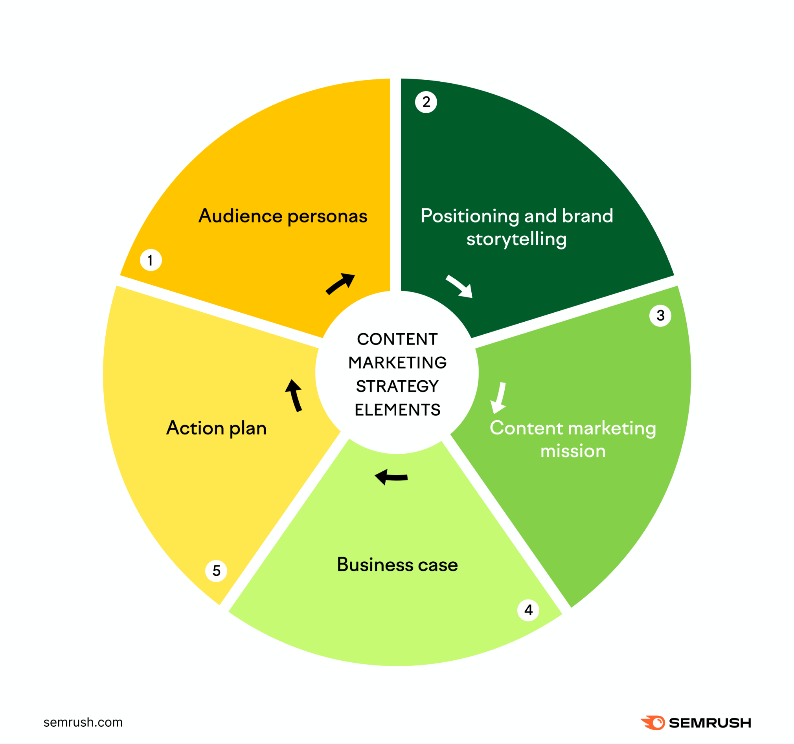 2
Audience personas
Positioning and brand
storytelling
1
3
CONTENT
MARKETING
STRATEGY
ELEMENTS
Action plan
Content marketing
mission
Business case
5
4
semrush.com
SEMRUSH